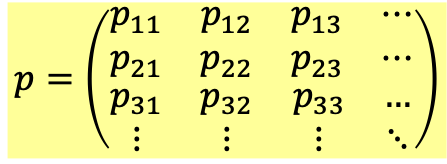 p₁₁ p₁₂ p₁₃ ⋯
p₂₁ p₂₂ p₂₃ ⋯
p =
p₃₁ p₃₂ p₃₃ ...
⋮ ⋮ ⋮ ⋱